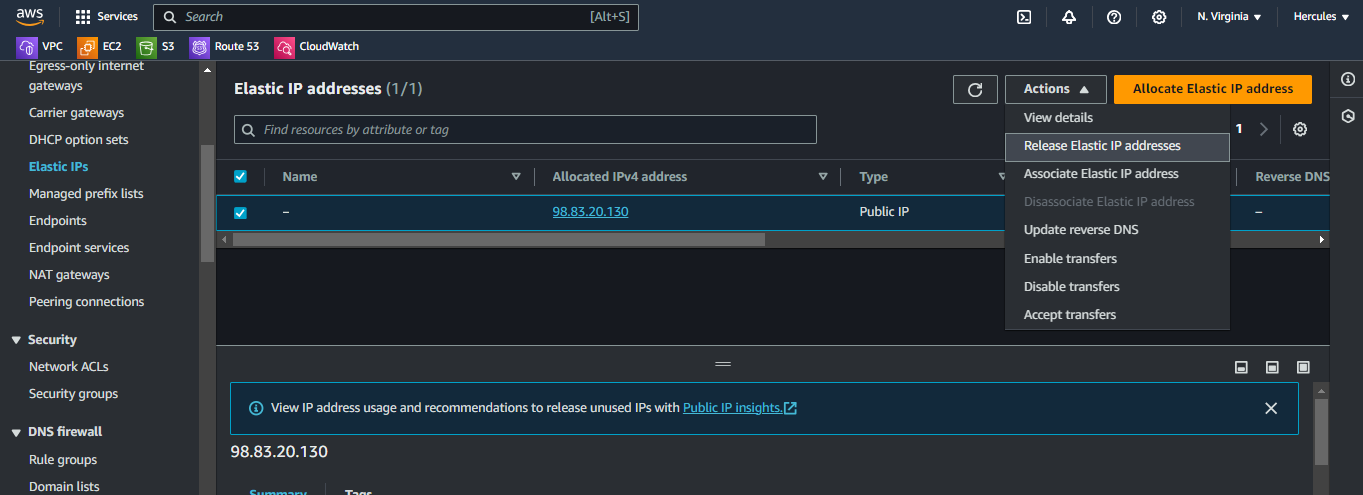 aws Services Search [Alt+S] N. Virginia Hercules
VPC EC2 S3 Route 53 CloudWatch
Egress-only internet
gateways
Carrier gateways
DHCP option sets
Elastic IPs
Managed prefix lists
Endpoints
Endpoint services
NAT gateways
Peering connections
Security
Network ACLs
Security groups
DNS firewall
Rule groups
Domain lists
Elastic IP addresses (1/1) Actions Allocate Elastic IP address
Find resources by attribute or tag 1
Name Allocated IPv4 address Type Reverse DNS
– 98.83.20.130 Public IP –
View details
Release Elastic IP addresses
Associate Elastic IP address
Disassociate Elastic IP address
Update reverse DNS
Enable transfers
Disable transfers
Accept transfers
View IP address usage and recommendations to release unused IPs with Public IP insights.
98.83.20.130
Summary Tags